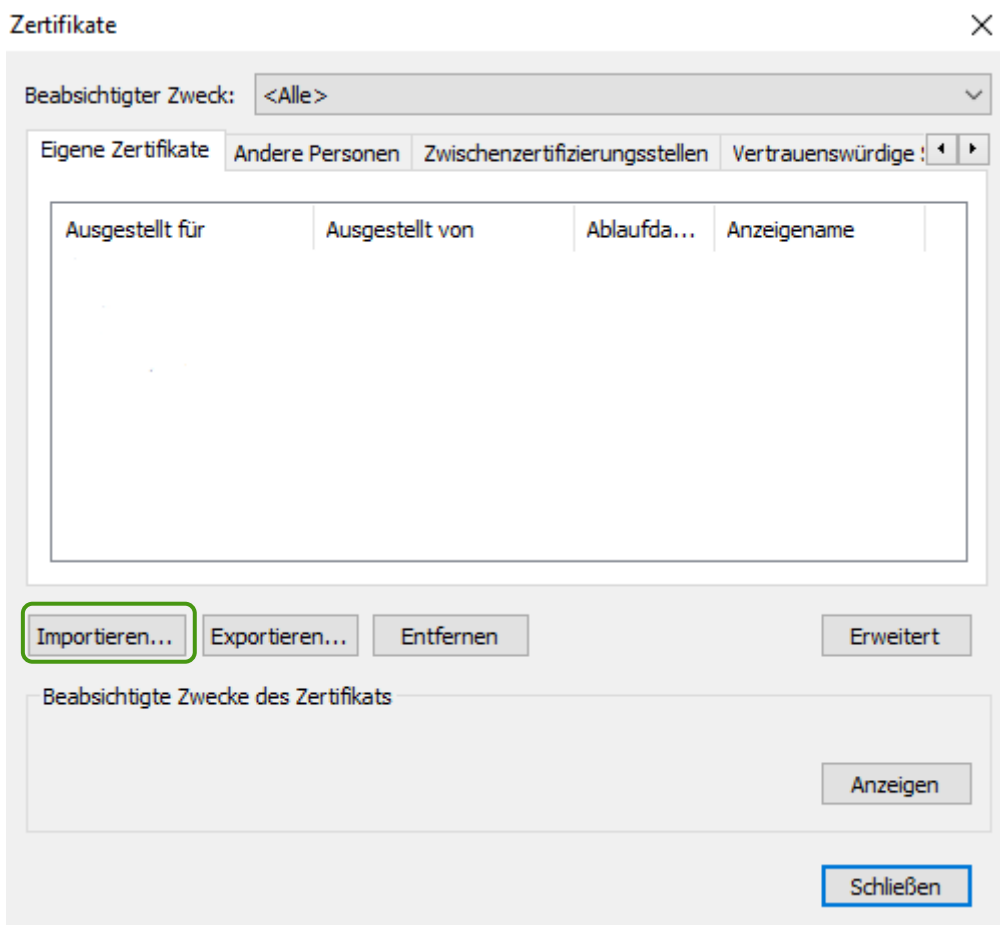 Zertifikate
Beabsichtigter Zweck: <Alle>
Eigene Zertifikate Andere Personen Zwischenzertifizierungsstellen Vertrauenswürdige
Ausgestellt für Ausgestellt von Ablaufda... Anzeigename
Importieren... Exportieren... Entfernen Erweitert
Beabsichtigte Zwecke des Zertifikats
Anzeigen
Schließen